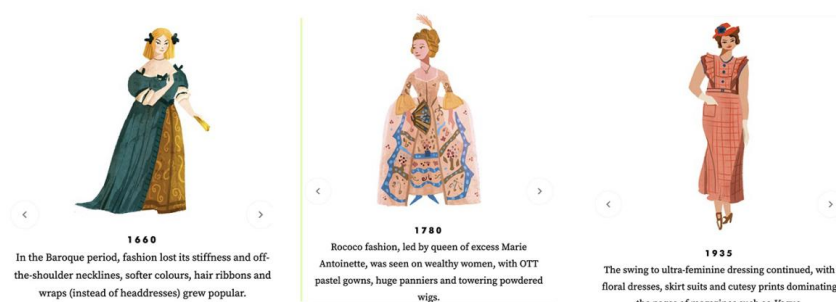 1660
In the Baroque period, fashion lost its stiffness and off-
the-shoulder necklines, softer colours, hair ribbons and
wraps (instead of headdresses) grew popular.
1780
Rococo fashion, led by queen of excess Marie
Antoinette, was seen on wealthy women, with OTT
pastel gowns, huge panniers and towering powdered
wigs.
1935
The swing to ultra-feminine dressing continued, with
floral dresses, skirt suits and cutesy prints dominating